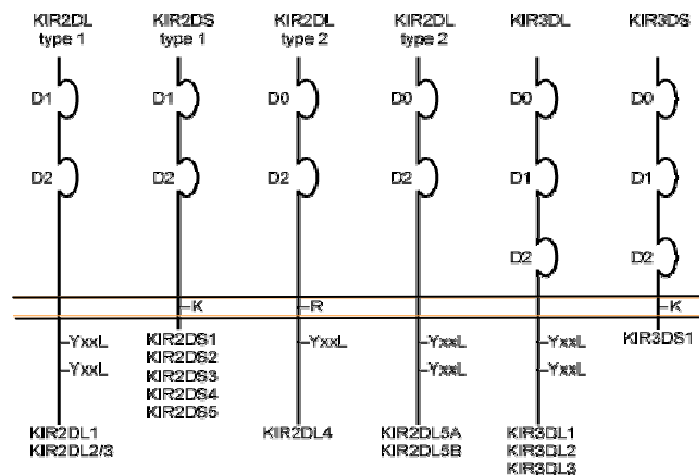 KIR2DL KIR2DS KIR2DL KIR2DL KIR3DL KIR3DS
type 1 type 1 type 2 type 2
D1 D1 D0 D0 D0 D0
D2 D2 D2 D2 D1 D1
D2 D2
K R K
YxxL KIR2DS1 YxxL YxxL YxxL KIR3DS1
YxxL KIR2DS2 YxxL YxxL
KIR2DS3
KIR2DS4
KIR2DS5
KIR2DL1 KIR2DL4 KIR2DL5A KIR3DL1
KIR2DL2/3 KIR2DL5B KIR3DL2
KIR3DL3